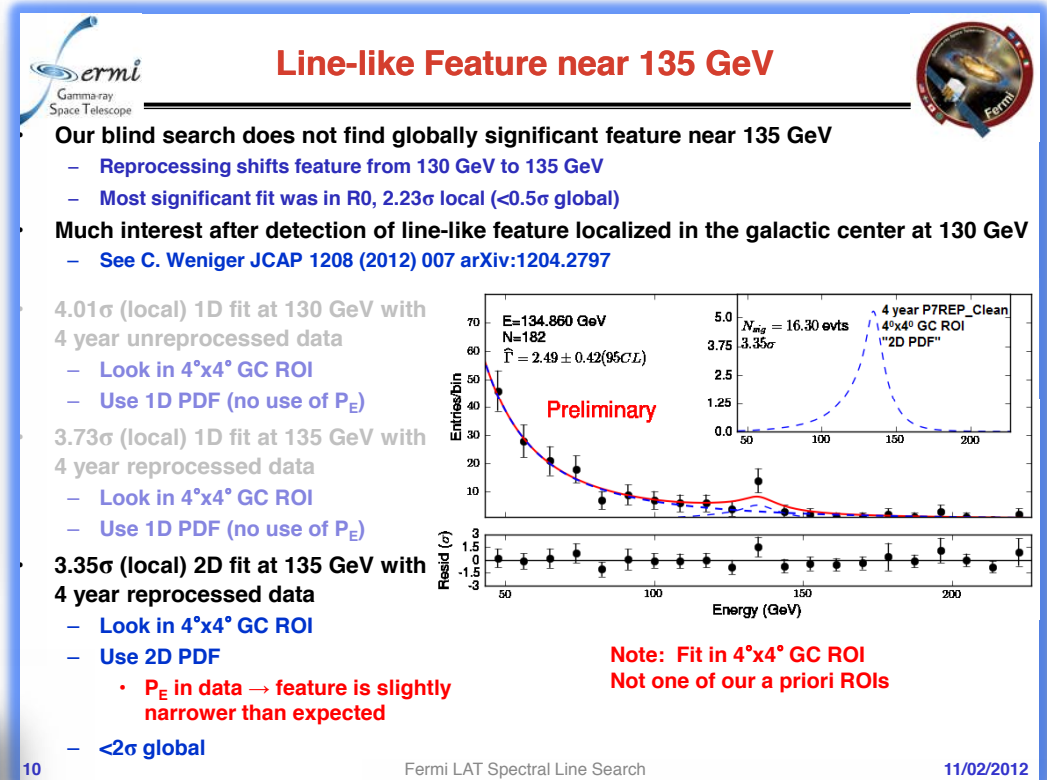 Fermi
Gamma-ray
Space Telescope
Line-like Feature near 135 GeV
Fermi
• Our blind search does not find globally significant feature near 135 GeV
– Reprocessing shifts feature from 130 GeV to 135 GeV
– Most significant fit was in R0, 2.23σ local (<0.5σ global)
• Much interest after detection of line-like feature localized in the galactic center at 130 GeV
– See C. Weniger JCAP 1208 (2012) 007 arXiv:1204.2797
• 4.01σ (local) 1D fit at 130 GeV with
4 year unreprocessed data
– Look in 4°x4° GC ROI
– Use 1D PDF (no use of P_E)
• 3.73σ (local) 1D fit at 135 GeV with
4 year reprocessed data
– Look in 4°x4° GC ROI
– Use 1D PDF (no use of P_E)
• 3.35σ (local) 2D fit at 135 GeV with
4 year reprocessed data
– Look in 4°x4° GC ROI
– Use 2D PDF
• P_E in data → feature is slightly
narrower than expected
– <2σ global
E=134.860 GeV
N=182
Γ̂ = 2.49 ± 0.42(95CL)
Preliminary
Entries/bin
70
60
50
40
30
20
10
N_sig = 16.30 evts
3.35σ
4 year P7REP_Clean
4⁰x4⁰ GC ROI
"2D PDF"
5.0
3.75
2.5
1.25
0.0
50 100 150 200
Resid (σ)
3
1.5
0
-1.5
-3
50 100 150 200
Energy (GeV)
Note: Fit in 4°x4° GC ROI
Not one of our a priori ROIs
10
Fermi LAT Spectral Line Search
11/02/2012